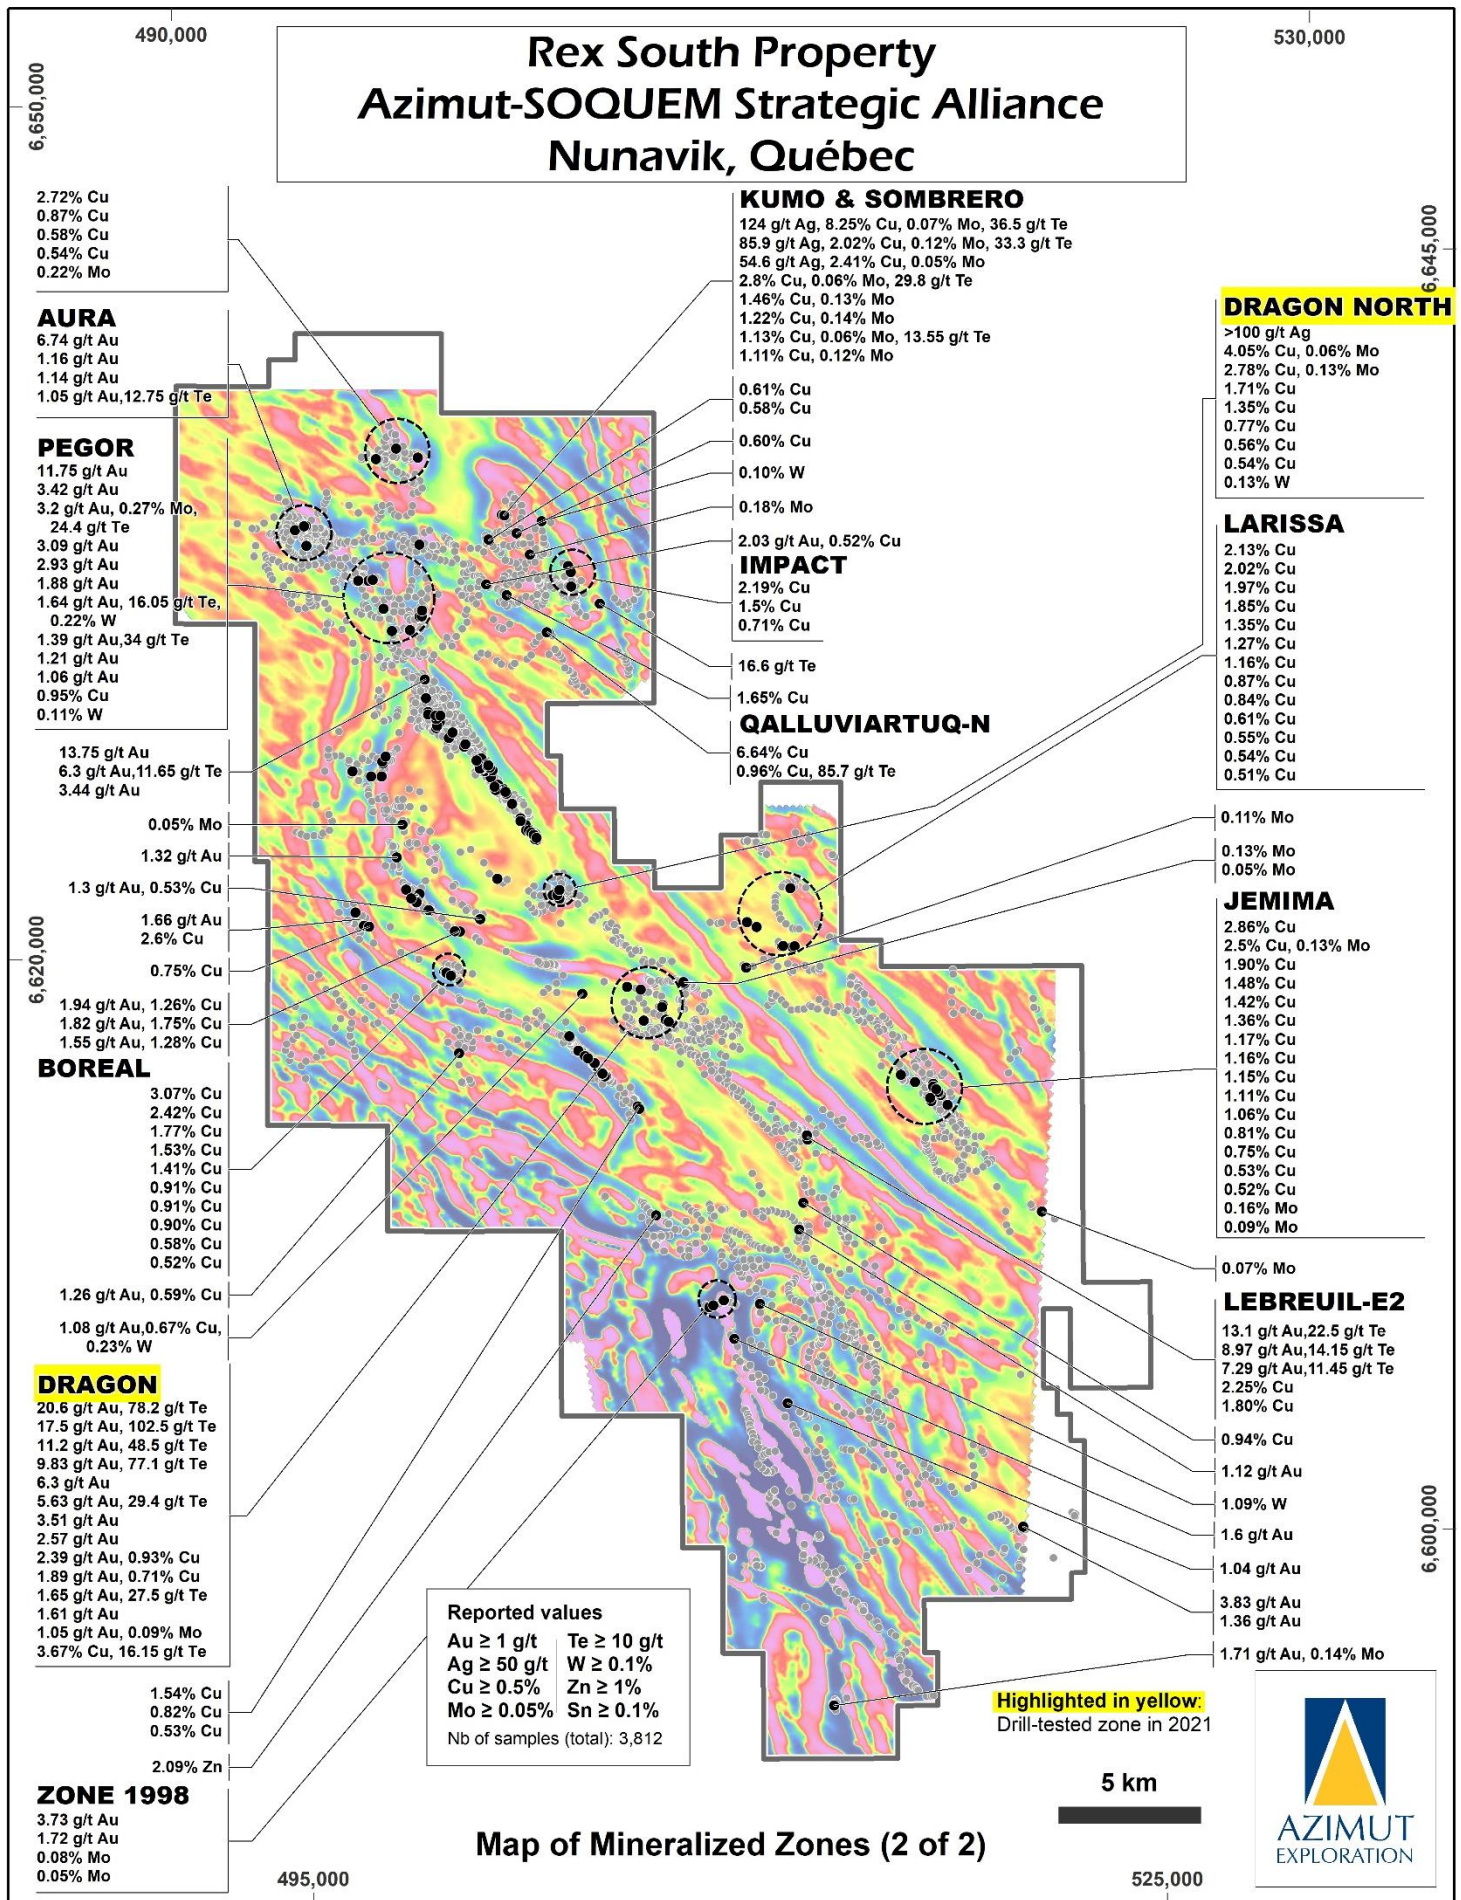 490,000
530,000
Rex South Property
Azimut-SOQUEM Strategic Alliance
Nunavik, Québec
6,650,000
6,645,000
6,620,000
6,600,000
2.72% Cu
0.87% Cu
0.58% Cu
0.54% Cu
0.22% Mo
AURA
6.74 g/t Au
1.16 g/t Au
1.14 g/t Au
1.05 g/t Au,12.75 g/t Te
PEGOR
11.75 g/t Au
3.42 g/t Au
3.2 g/t Au, 0.27% Mo,
24.4 g/t Te
3.09 g/t Au
2.93 g/t Au
1.88 g/t Au
1.64 g/t Au, 16.05 g/t Te,
0.22% W
1.39 g/t Au,34 g/t Te
1.21 g/t Au
1.06 g/t Au
0.95% Cu
0.11% W
13.75 g/t Au
6.3 g/t Au,11.65 g/t Te
3.44 g/t Au
0.05% Mo
1.32 g/t Au
1.3 g/t Au, 0.53% Cu
1.66 g/t Au
2.6% Cu
0.75% Cu
1.94 g/t Au, 1.26% Cu
1.82 g/t Au, 1.75% Cu
1.55 g/t Au, 1.28% Cu
BOREAL
3.07% Cu
2.42% Cu
1.77% Cu
1.53% Cu
1.41% Cu
0.91% Cu
0.91% Cu
0.90% Cu
0.58% Cu
0.52% Cu
1.26 g/t Au, 0.59% Cu
1.08 g/t Au,0.67% Cu,
0.23% W
DRAGON
20.6 g/t Au, 78.2 g/t Te
17.5 g/t Au, 102.5 g/t Te
11.2 g/t Au, 48.5 g/t Te
9.83 g/t Au, 77.1 g/t Te
6.3 g/t Au
5.63 g/t Au, 29.4 g/t Te
3.51 g/t Au
2.57 g/t Au
2.39 g/t Au, 0.93% Cu
1.89 g/t Au, 0.71% Cu
1.65 g/t Au, 27.5 g/t Te
1.61 g/t Au
1.05 g/t Au, 0.09% Mo
3.67% Cu, 16.15 g/t Te
1.54% Cu
0.82% Cu
0.53% Cu
2.09% Zn
ZONE 1998
3.73 g/t Au
1.72 g/t Au
0.08% Mo
0.05% Mo
KUMO & SOMBRERO
124 g/t Ag, 8.25% Cu, 0.07% Mo, 36.5 g/t Te
85.9 g/t Ag, 2.02% Cu, 0.12% Mo, 33.3 g/t Te
54.6 g/t Ag, 2.41% Cu, 0.05% Mo
2.8% Cu, 0.06% Mo, 29.8 g/t Te
1.46% Cu, 0.13% Mo
1.22% Cu, 0.14% Mo
1.13% Cu, 0.06% Mo, 13.55 g/t Te
1.11% Cu, 0.12% Mo
0.61% Cu
0.58% Cu
0.60% Cu
0.10% W
0.18% Mo
2.03 g/t Au, 0.52% Cu
IMPACT
2.19% Cu
1.5% Cu
0.71% Cu
16.6 g/t Te
1.65% Cu
QALLUVIARTUQ-N
6.64% Cu
0.96% Cu, 85.7 g/t Te
DRAGON NORTH
>100 g/t Ag
4.05% Cu, 0.06% Mo
2.78% Cu, 0.13% Mo
1.71% Cu
1.35% Cu
0.77% Cu
0.56% Cu
0.54% Cu
0.13% W
LARISSA
2.13% Cu
2.02% Cu
1.97% Cu
1.85% Cu
1.35% Cu
1.27% Cu
1.16% Cu
0.87% Cu
0.84% Cu
0.61% Cu
0.55% Cu
0.54% Cu
0.51% Cu
0.11% Mo
0.13% Mo
0.05% Mo
JEMIMA
2.86% Cu
2.5% Cu, 0.13% Mo
1.90% Cu
1.48% Cu
1.42% Cu
1.36% Cu
1.17% Cu
1.16% Cu
1.15% Cu
1.11% Cu
1.06% Cu
0.81% Cu
0.75% Cu
0.53% Cu
0.52% Cu
0.16% Mo
0.09% Mo
0.07% Mo
LEBREUIL-E2
13.1 g/t Au,22.5 g/t Te
8.97 g/t Au,14.15 g/t Te
7.29 g/t Au,11.45 g/t Te
2.25% Cu
1.80% Cu
0.94% Cu
1.12 g/t Au
1.09% W
1.6 g/t Au
1.04 g/t Au
3.83 g/t Au
1.36 g/t Au
1.71 g/t Au, 0.14% Mo
Reported values
Au ≥ 1 g/t Te ≥ 10 g/t
Ag ≥ 50 g/t W ≥ 0.1%
Cu ≥ 0.5% Zn ≥ 1%
Mo ≥ 0.05% Sn ≥ 0.1%
Nb of samples (total): 3,812
Highlighted in yellow:
Drill-tested zone in 2021
5 km
Map of Mineralized Zones (2 of 2)
AZIMUT
EXPLORATION
495,000
525,000